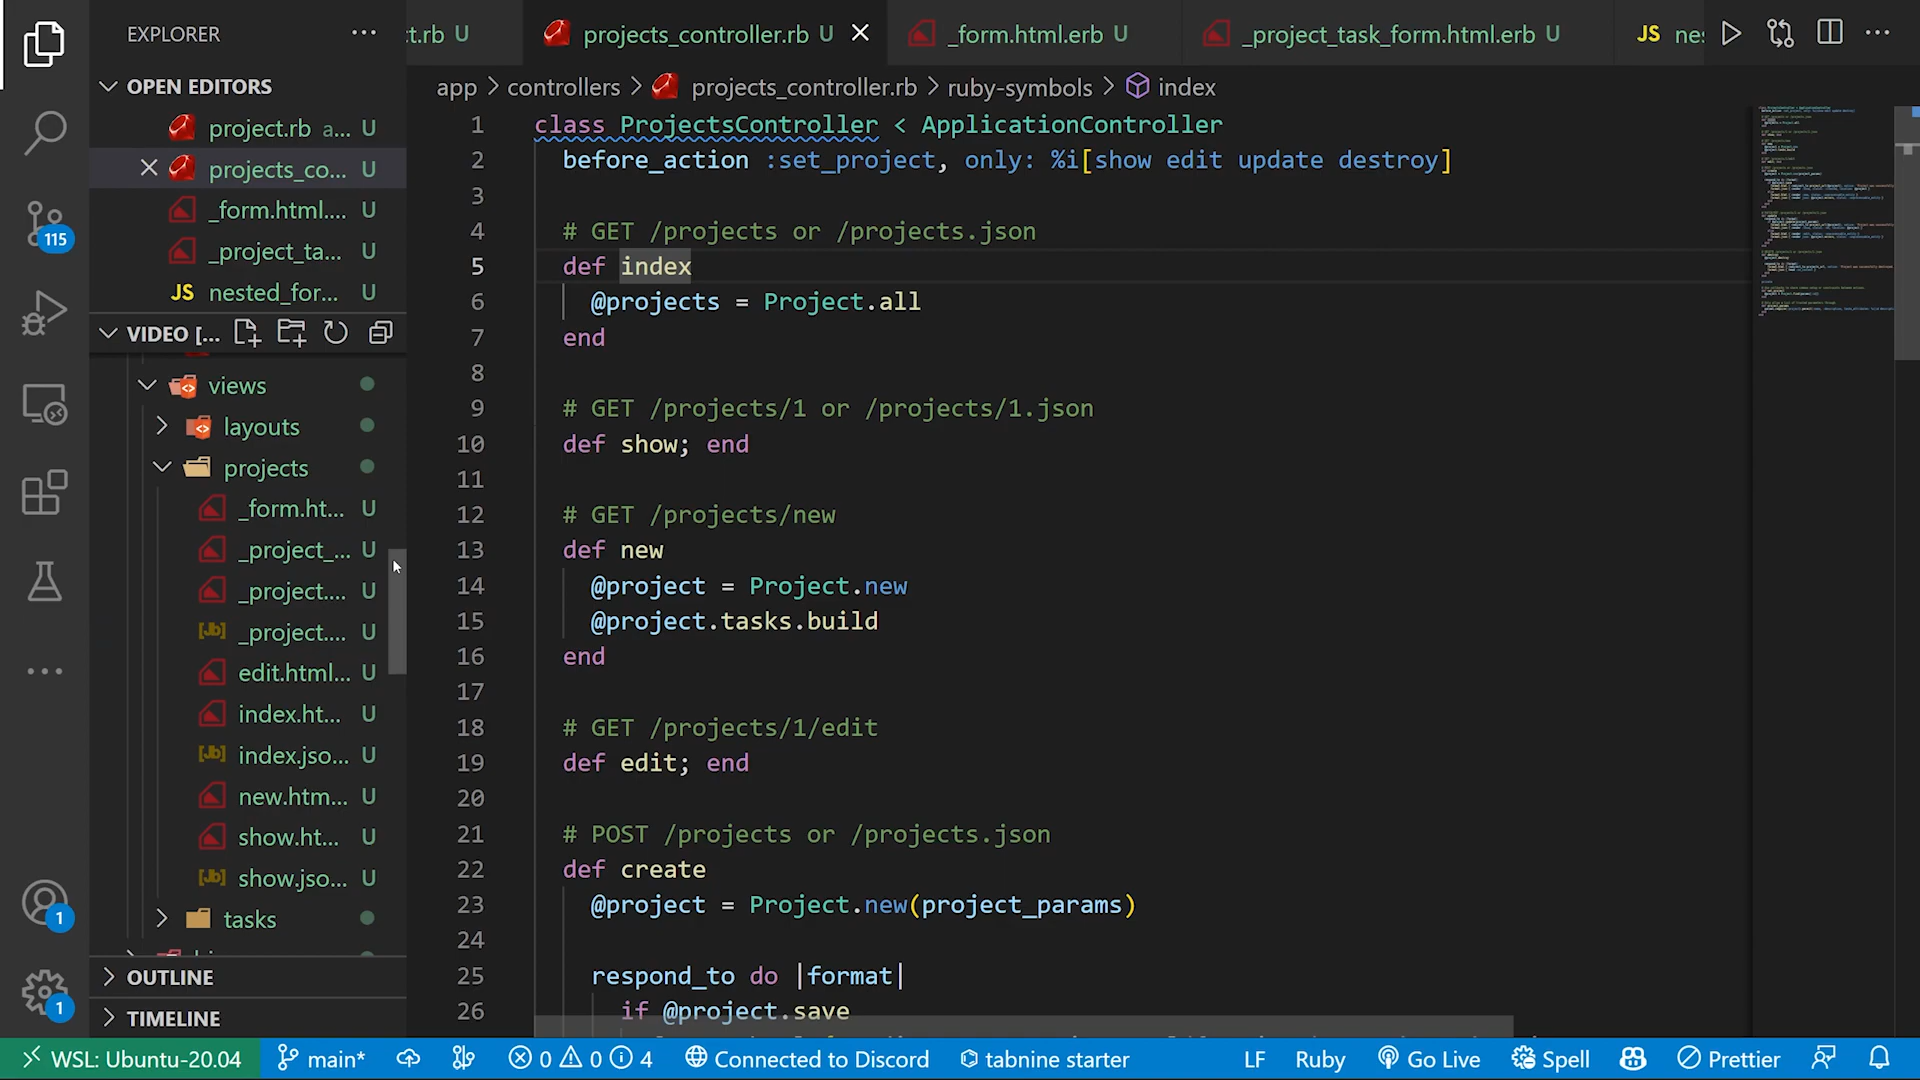 EXPLORER
ct.rb U
projects_controller.rb U
_form.html.erb U
_project_task_form.html.erb U
JS nes
OPEN EDITORS
project.rb a... U
projects_co... U
_form.html.... U
_project_ta... U
JS nested_for... U
VIDEO [...
views
layouts
projects
_form.ht... U
_project_... U
_project.... U
_project.... U
edit.html... U
index.ht... U
index.jso... U
new.htm... U
show.ht... U
show.jso... U
tasks
OUTLINE
TIMELINE
115
1
1
app > controllers > projects_controller.rb > ruby-symbols > index
1 class ProjectsController < ApplicationController
2 before_action :set_project, only: %i[show edit update destroy]
3
4 # GET /projects or /projects.json
5 def index
6 @projects = Project.all
7 end
8
9 # GET /projects/1 or /projects/1.json
10 def show; end
11
12 # GET /projects/new
13 def new
14 @project = Project.new
15 @project.tasks.build
16 end
17
18 # GET /projects/1/edit
19 def edit; end
20
21 # POST /projects or /projects.json
22 def create
23 @project = Project.new(project_params)
24
25 respond_to do |format|
26 if @project.save
WSL: Ubuntu-20.04 main* 0 0 4 Connected to Discord tabnine starter LF Ruby Go Live Spell Prettier